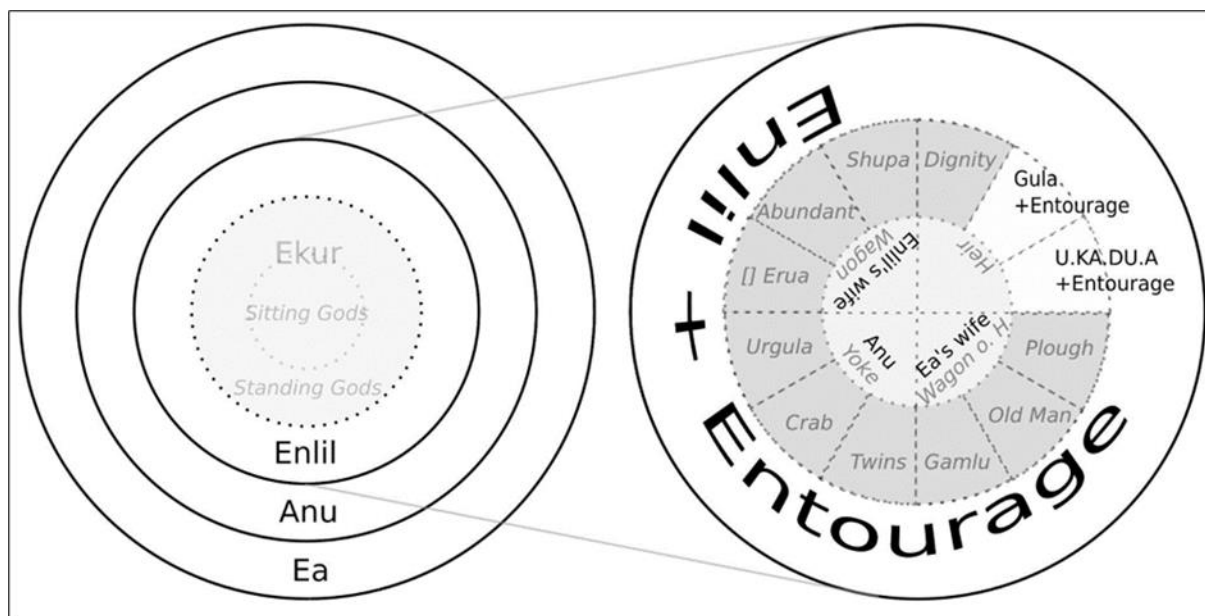 Ekur
Sitting Gods
Standing Gods
Enlil
Anu
Ea
Enlil
+
Entourage
Shupa
Dignity
Gula.
+Entourage
U.KA.DU.A
+Entourage
Plough
Old Man
Gamlu
Twins
Crab
Urgula
[] Erua
Abundant
Wagon
Enlil's wife
Heir
Anu
Yoke
Ea's wife
Wagon o. H.